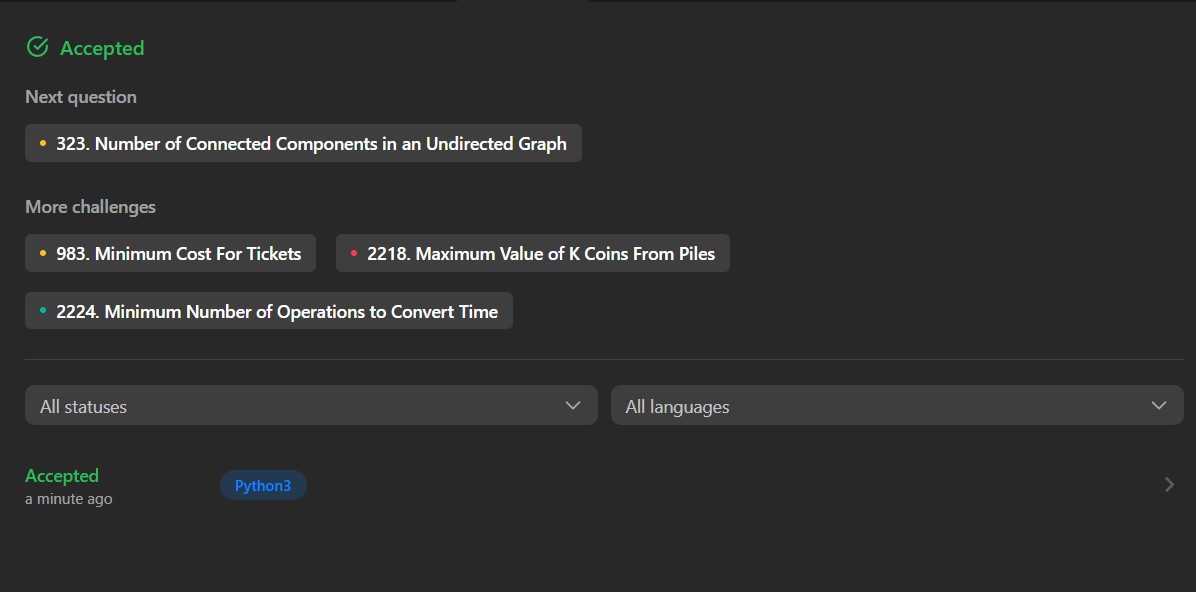 Accepted
Next question
323. Number of Connected Components in an Undirected Graph
More challenges
983. Minimum Cost For Tickets
2218. Maximum Value of K Coins From Piles
2224. Minimum Number of Operations to Convert Time
All statuses
All languages
Accepted
a minute ago
Python3